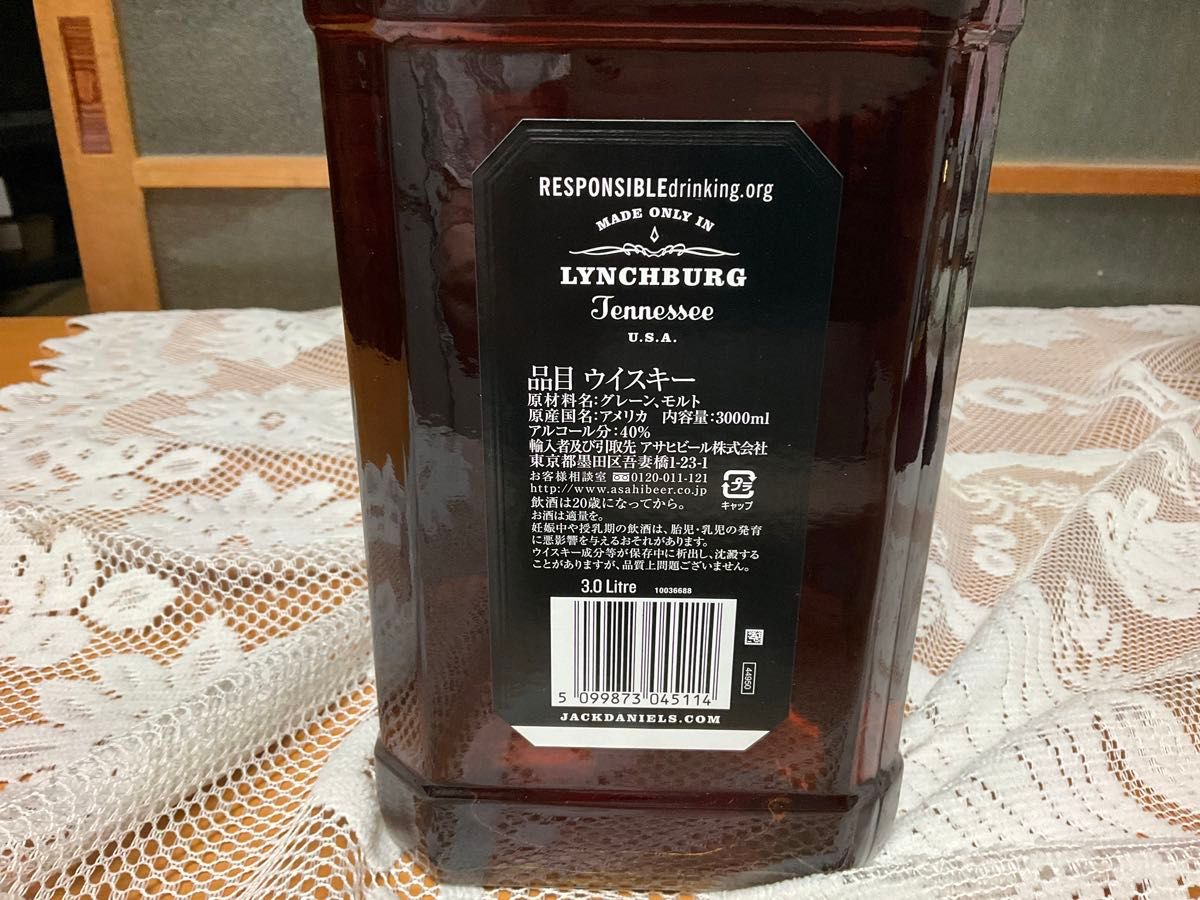 RESPONSIBLEdrinking.org
MADE ONLY IN
LYNCHBURG
Tennessee
U.S.A.
品目 ウイスキー
原材料名:グレーン、モルト
原産国名:アメリカ 内容量:3000ml
アルコール分:40%
輸入者及び引取先 アサヒビール株式会社
東京都墨田区吾妻橋1-23-1
お客様相談室 0120-011-121
http://www.asahibeer.co.jp
プラ
キャップ
飲酒は20歳になってから。
お酒は適量を。
妊娠中や授乳期の飲酒は、胎児・乳児の発育
に悪影響を与えるおそれがあります。
ウイスキー成分等が保存中に析出し、沈澱する
ことがありますが、品質上問題ございません。
3.0 Litre 10036688
44950
5 099873 045114
JACKDANIELS.COM